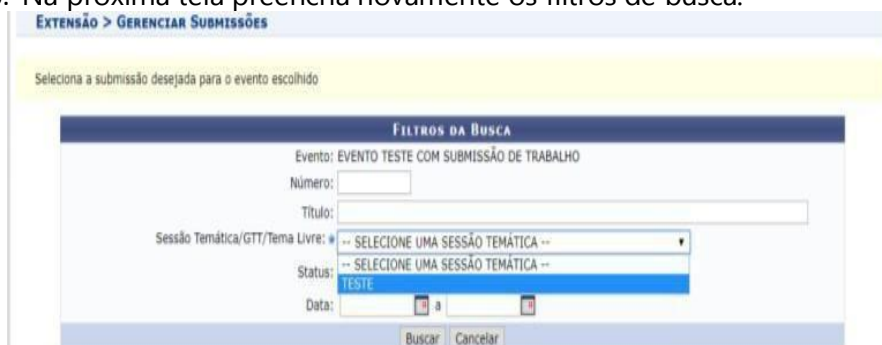 . Na próxima tela preencha novamente os filtros de busca.
EXTENSÃO > GERENCIAR SUBMISSÕES
Seleciona a submissão desejada para o evento escolhido
FILTROS DA BUSCA
Evento: EVENTO TESTE COM SUBMISSÃO DE TRABALHO
Número:
Título:
Sessão Temática/GTT/Tema Livre: -- SELECIONE UMA SESSÃO TEMÁTICA --
-- SELECIONE UMA SESSÃO TEMÁTICA --
Status:
TESTE
Data: a
Buscar Cancelar